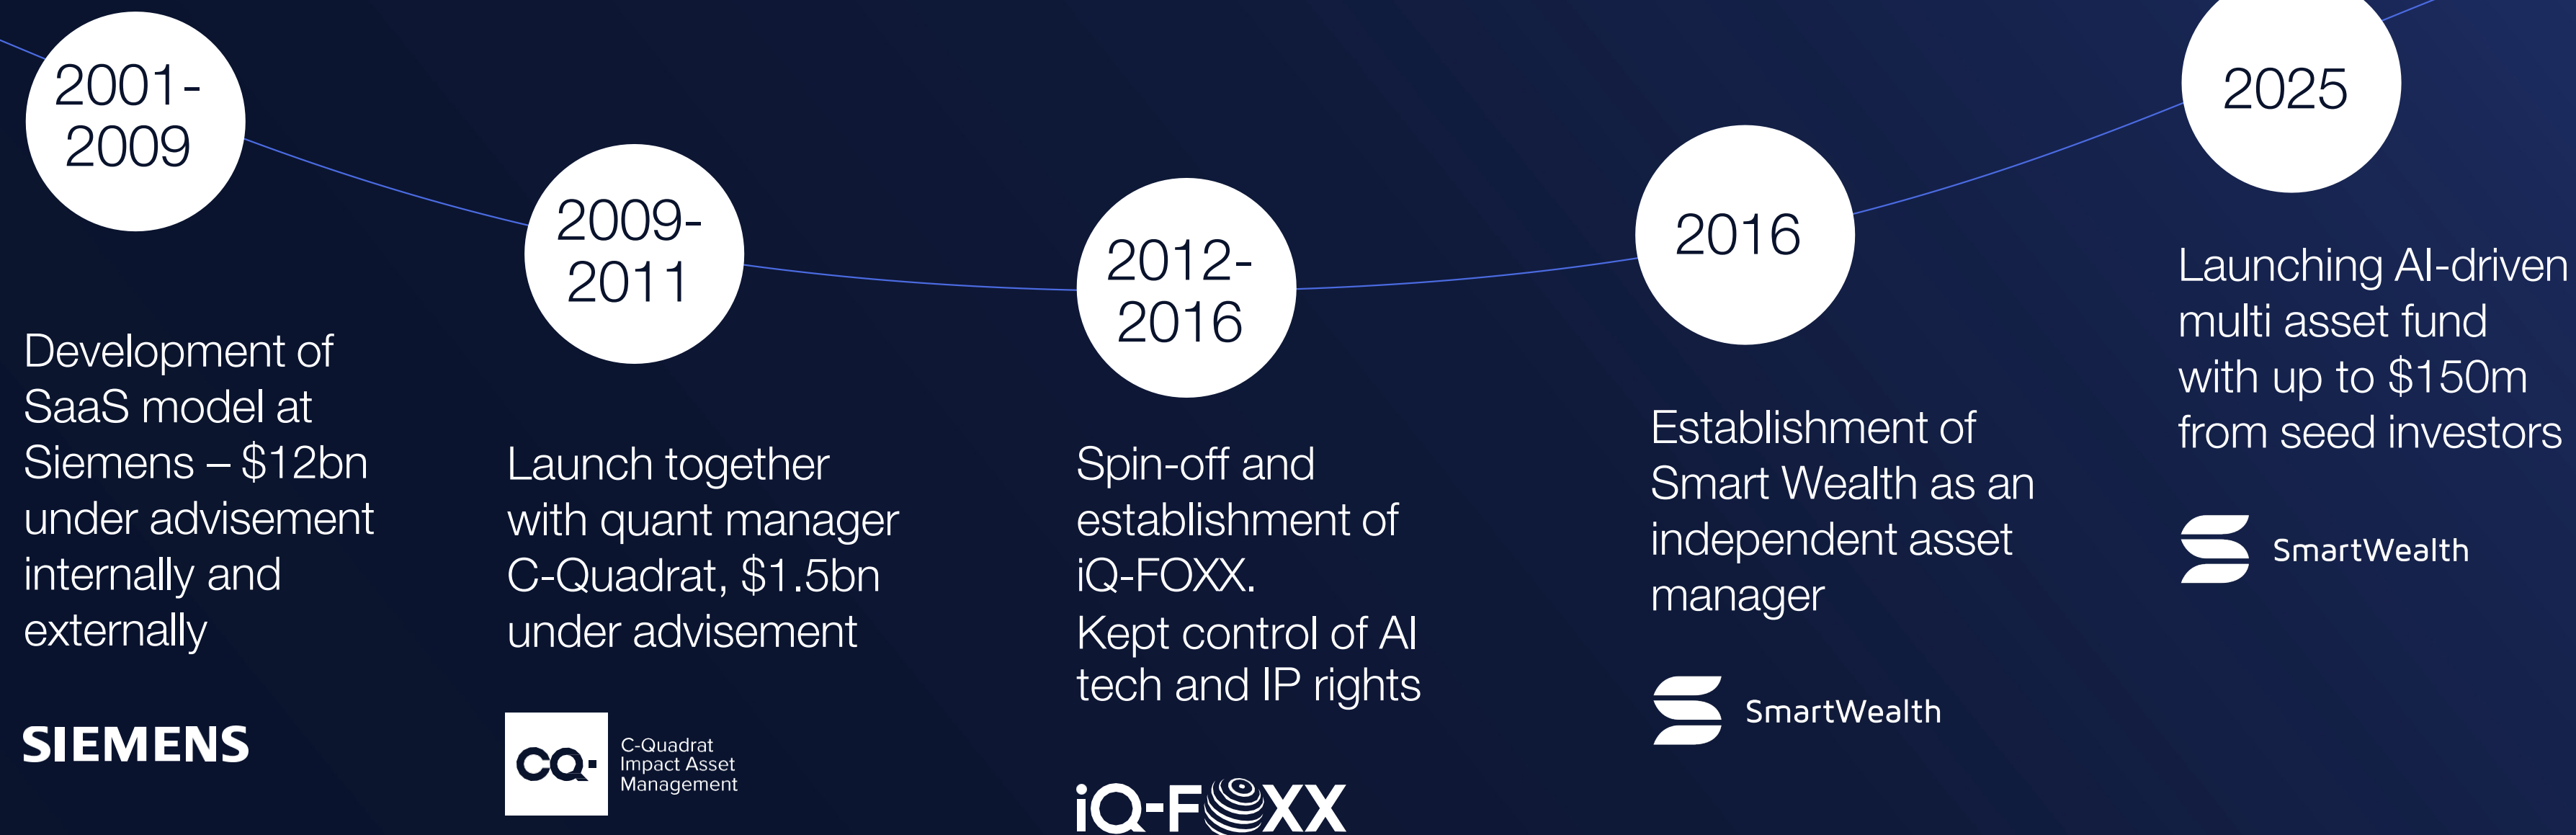 2001-
2009
Development of
SaaS model at
Siemens – $12bn
under advisement
internally and
externally
SIEMENS
2009-
2011
Launch together
with quant manager
C-Quadrat, $1.5bn
under advisement
CQ.
C-Quadrat
Impact Asset
Management
2012-
2016
Spin-off and
establishment of
iQ-FOXX.
Kept control of AI
tech and IP rights
iQ-FOXX
2016
Establishment of
Smart Wealth as an
independent asset
manager
SmartWealth
2025
Launching AI-driven
multi asset fund
with up to $150m
from seed investors
SmartWealth